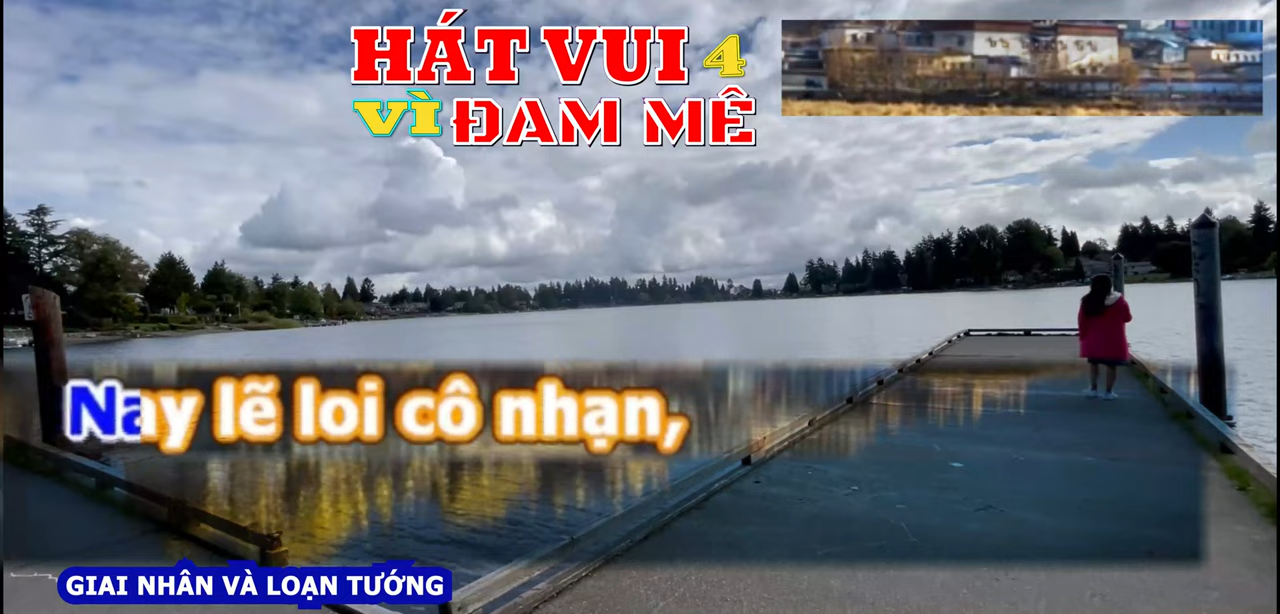 HÁT VUI 4
VÌ ĐAM MÊ
Nay lẽ loi cô nhạn,
GIAI NHÂN VÀ LOẠN TƯỚNG